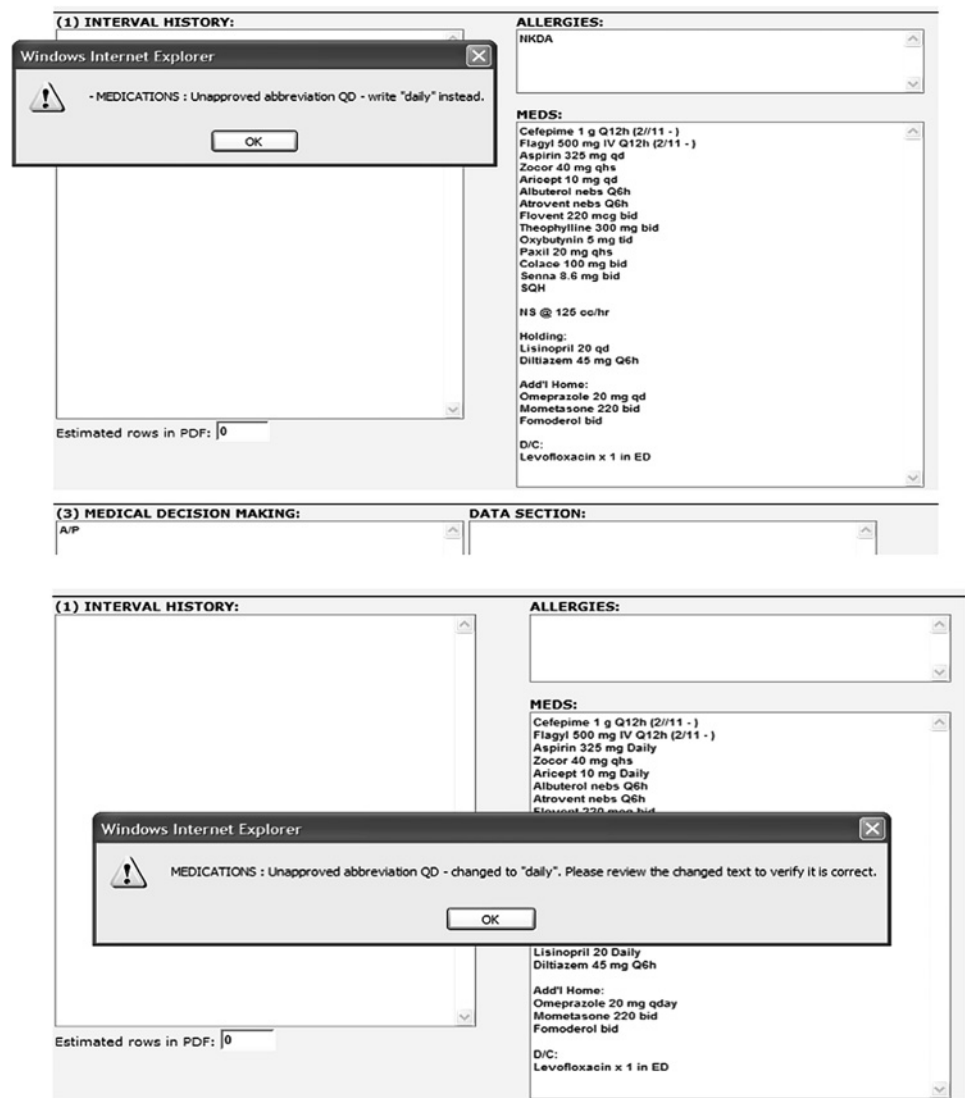 (1) INTERVAL HISTORY:
Windows Internet Explorer
- MEDICATIONS : Unapproved abbreviation QD - write "daily" instead.
OK
Estimated rows in PDF: 0
ALLERGIES:
NKDA
MEDS:
Cefepime 1 g Q12h (2//11 - )
Flagyl 500 mg IV Q12h (2/11 - )
Aspirin 325 mg qd
Zocor 40 mg qhs
Aricept 10 mg qd
Albuterol nebs Q6h
Atrovent nebs Q6h
Flovent 220 mcg bid
Theophylline 300 mg bid
Oxybutynin 5 mg tid
Paxil 20 mg qhs
Colace 100 mg bid
Senna 8.6 mg bid
SQH
NS @ 125 cc/hr
Holding:
Lisinopril 20 qd
Diltiazem 45 mg Q6h
Add'l Home:
Omeprazole 20 mg qd
Mometasone 220 bid
Fomoderol bid
D/C:
Levofloxacin x 1 in ED
(3) MEDICAL DECISION MAKING:
A/P
DATA SECTION:
(1) INTERVAL HISTORY:
ALLERGIES:
MEDS:
Cefepime 1 g Q12h (2//11 - )
Flagyl 500 mg IV Q12h (2/11 - )
Aspirin 325 mg Daily
Zocor 40 mg qhs
Aricept 10 mg Daily
Albuterol nebs Q6h
Atrovent nebs Q6h
Flovent 220 mcg bid
Windows Internet Explorer
MEDICATIONS : Unapproved abbreviation QD - changed to "daily". Please review the changed text to verify it is correct.
OK
Lisinopril 20 Daily
Diltiazem 45 mg Q6h
Add'l Home:
Omeprazole 20 mg qday
Mometasone 220 bid
Fomoderol bid
D/C:
Levofloxacin x 1 in ED
Estimated rows in PDF: 0